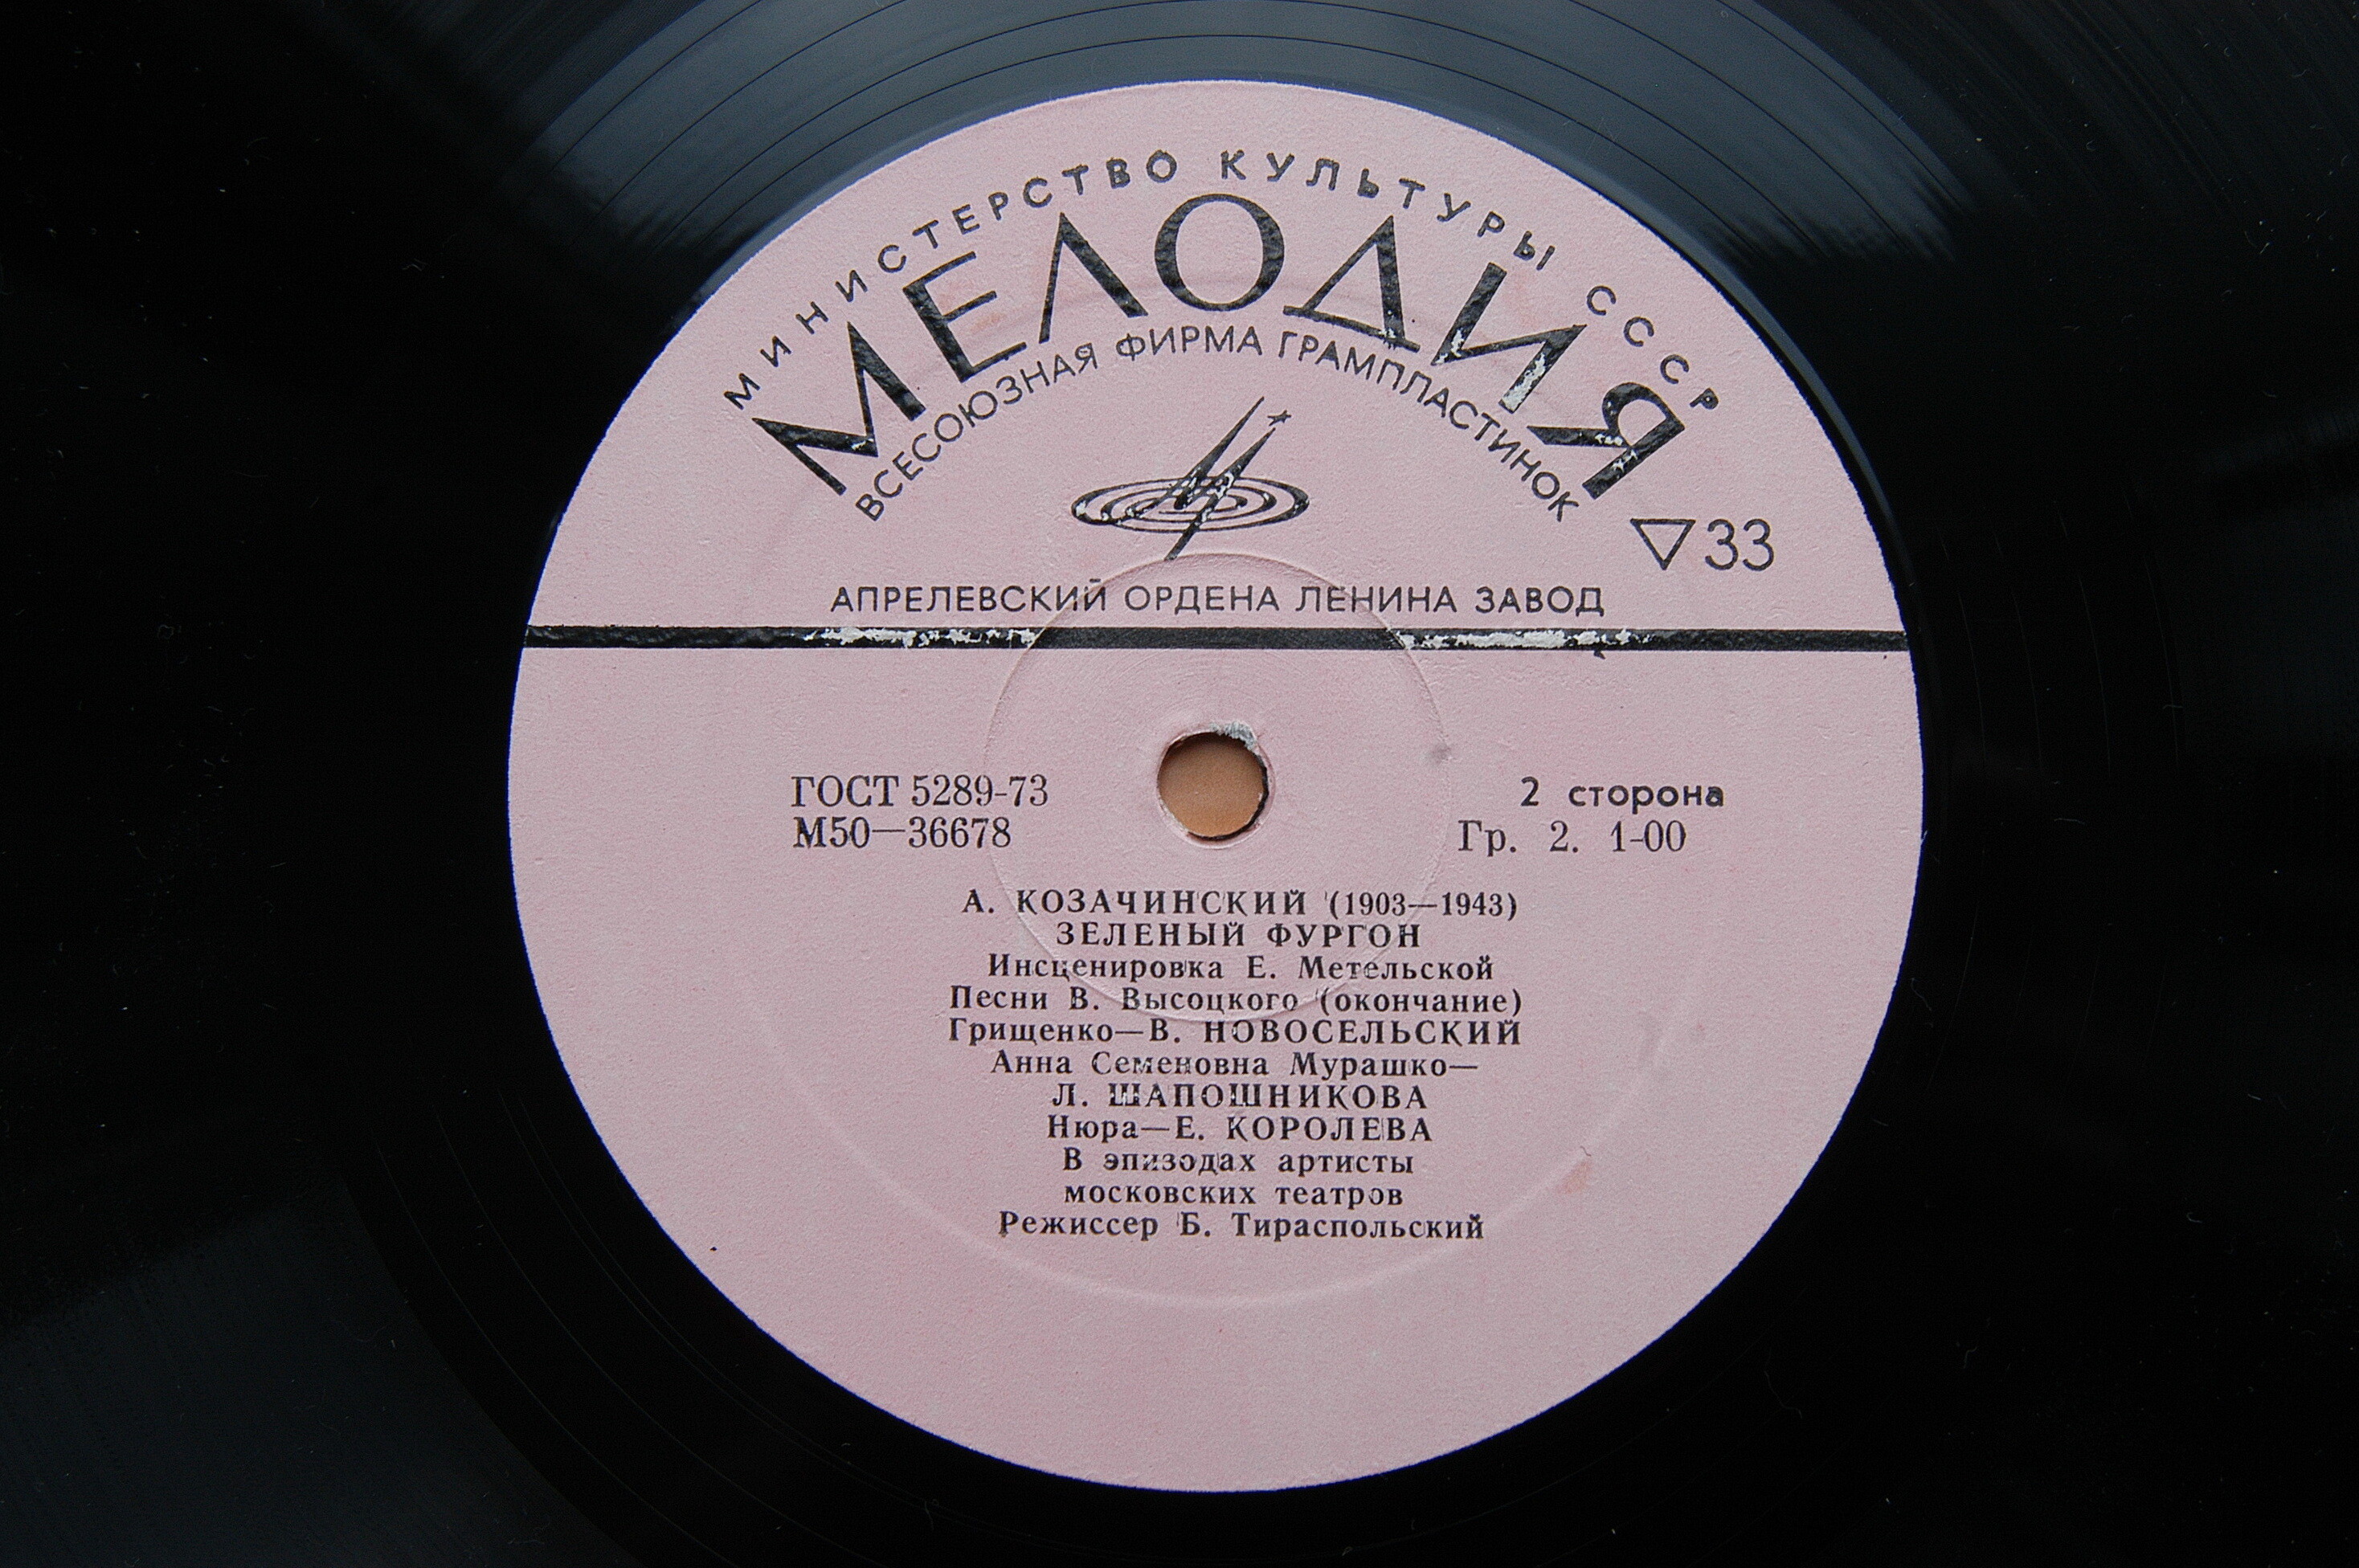 МИНИСТЕРСТВО КУЛЬТУРЫ СССР
МЕЛОДИЯ
ВСЕСОЮЗНАЯ ФИРМА ГРАМПЛАСТИНОК
▽33
АПРЕЛЕВСКИЙ ОРДЕНА ЛЕНИНА ЗАВОД
ГОСТ 5289-73
М50—36678
2 сторона
Гр. 2. 1-00
А. КОЗАЧИНСКИЙ (1903—1943)
ЗЕЛЕНЫЙ ФУРГОН
Инсценировка Е. Метельской
Песни В. Высоцкого (окончание)
Грищенко—В. НОВОСЕЛЬСКИЙ
Анна Семеновна Мурашко—
Л. ШАПОШНИКОВА
Нюра—Е. КОРОЛЕВА
В эпизодах артисты
московских театров
Режиссер Б. Тираспольский